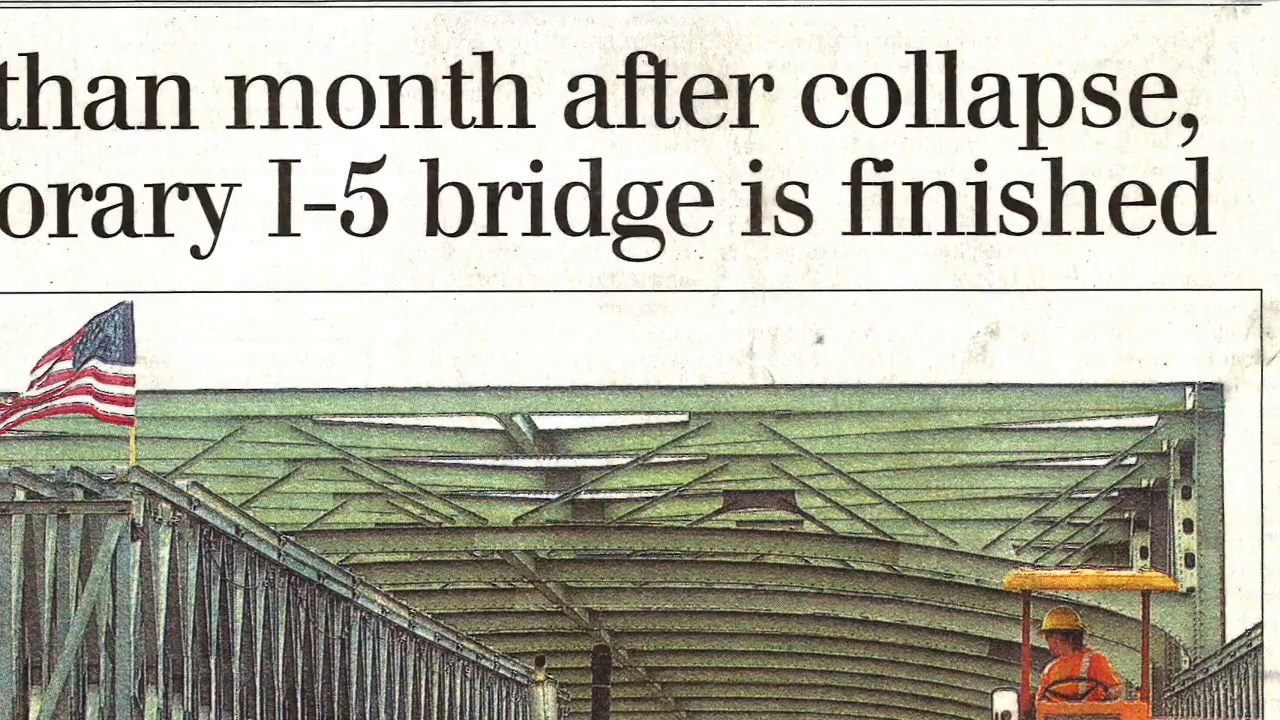 than month after collapse,
orary I-5 bridge is finished